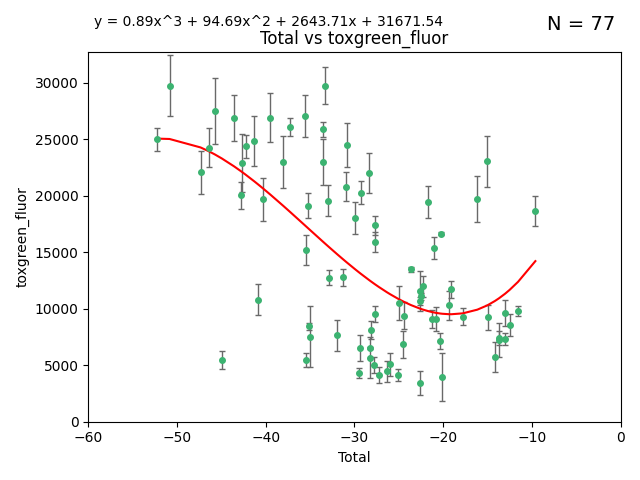 y = 0.89x^3 + 94.69x^2 + 2643.71x + 31671.54
N = 77
Total vs toxgreen_fluor
30000
25000
20000
15000
10000
5000
0
toxgreen_fluor
−60 −50 −40 −30 −20 −10 0
Total